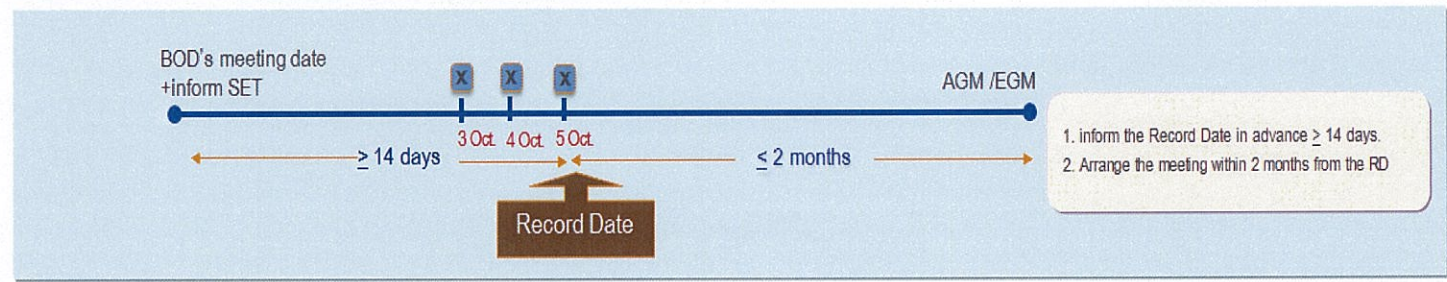 BOD's meeting date
+inform SET
X X X
AGM /EGM
3 Oct. 4 Oct. 5 Oct.
≥ 14 days
≤ 2 months
Record Date
1. inform the Record Date in advance ≥ 14 days.
2. Arrange the meeting within 2 months from the RD